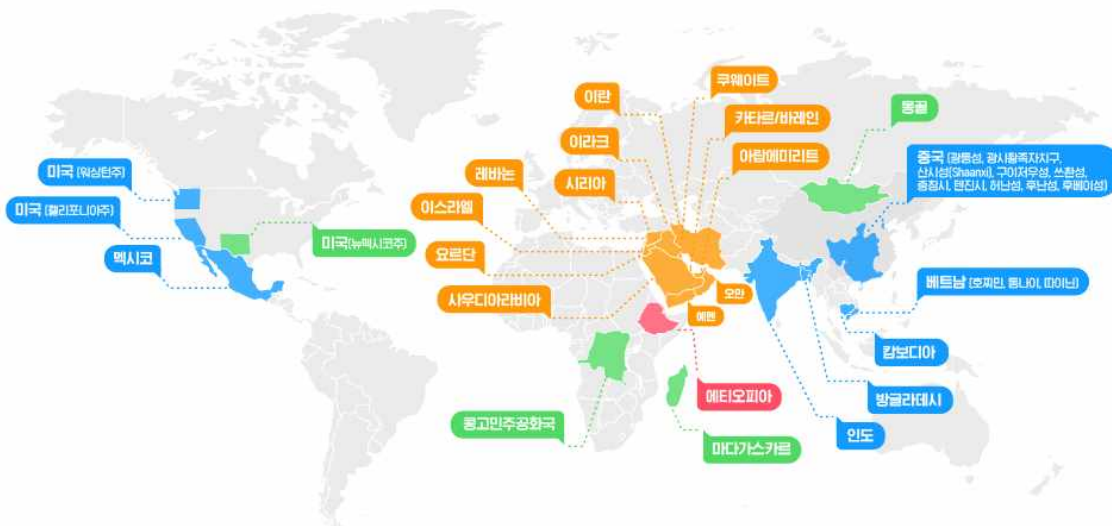 쿠웨이트
이란
카타르/바레인
몽골
이라크
아랍에미리트
중국 (광둥성, 광시좡족자치구,
산시성(Shaanxi), 구이저우성, 쓰촨성,
충칭시, 톈진시, 허난성, 후난성, 후베이성)
레바논
시리아
미국 (워싱턴주)
이스라엘
미국 (캘리포니아주)
미국(뉴멕시코주)
요르단
멕시코
베트남 (호찌민, 동나이, 떠이닌)
사우디아라비아
오만
예멘
캄보디아
에티오피아
방글라데시
콩고민주공화국
인도
마다가스카르